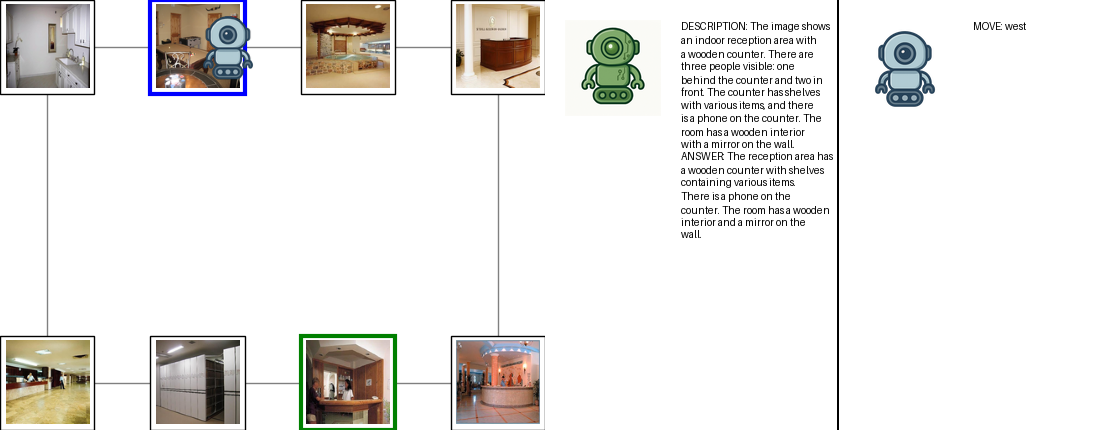 DESCRIPTION: The image shows
an indoor reception area with
a wooden counter. There are
three people visible: one
behind the counter and two in
front. The counter has shelves
with various items, and there
is a phone on the counter. The
room has a wooden interior
with a mirror on the wall.
ANSWER: The reception area has
a wooden counter with shelves
containing various items.
There is a phone on the
counter. The room has a wooden
interior and a mirror on the
wall.
MOVE: west